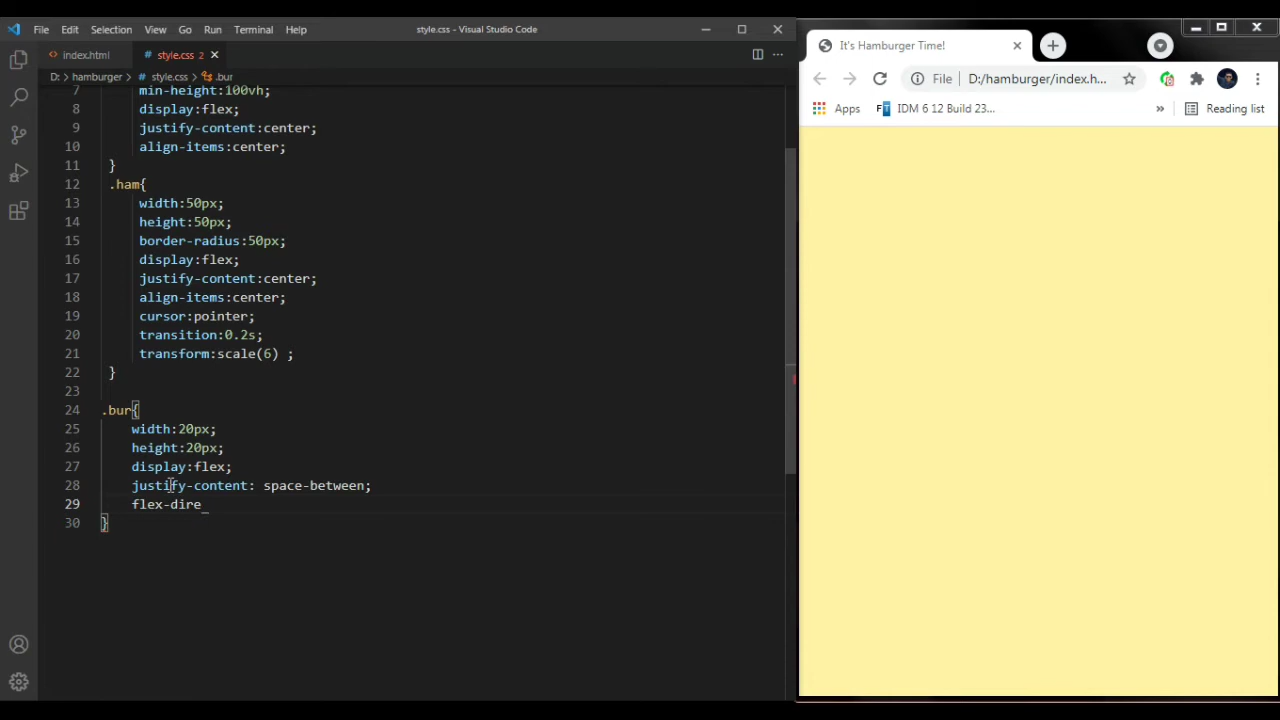 File Edit Selection View Go Run Terminal Help style.css - Visual Studio Code
index.html # style.css 2
D: > hamburger > # style.css > .bur
7 min-height:100vh;
8 display:flex;
9 justify-content:center;
10 align-items:center;
11 }
12 .ham{
13 width:50px;
14 height:50px;
15 border-radius:50px;
16 display:flex;
17 justify-content:center;
18 align-items:center;
19 cursor:pointer;
20 transition:0.2s;
21 transform:scale(6) ;
22 }
23
24 .bur{
25 width:20px;
26 height:20px;
27 display:flex;
28 justify-content: space-between;
29 flex-dire_
30 }
It's Hamburger Time!
File D:/hamburger/index.h...
Apps FT IDM 6 12 Build 23... » Reading list